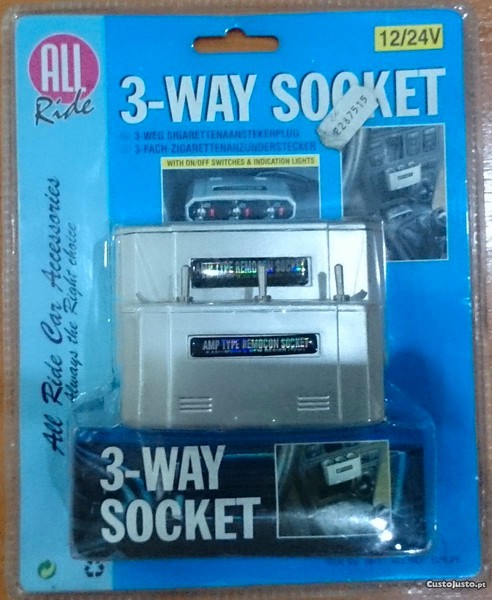 ALL
Ride
12/24V
3-WAY SOCKET
3-WEG SIGARETTENAANSTEKERPLUG
3-FACH-ZIGARETTENANZÜNDERSTECKER
WITH ON/OFF SWITCHES & INDICATION LIGHTS
AMP TYPE REMOCON SOCKET
AMP TYPE REMOCON SOCKET
All Ride Car Accessories
Always the Right choice
3-WAY
SOCKET
CustoJusto.pt